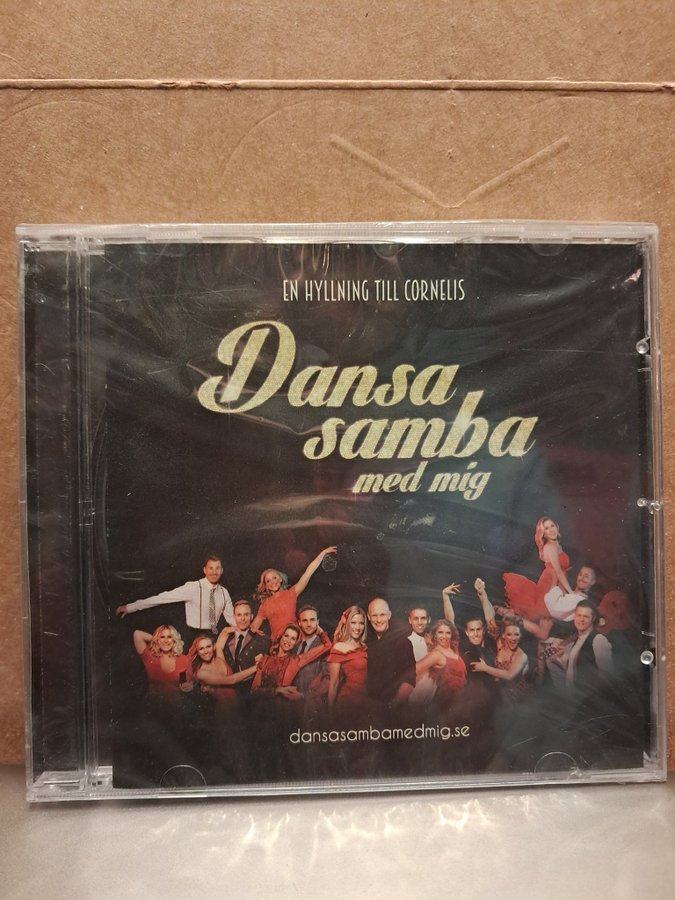 EN HYLLNING TILL CORNELIS
Dansa
samba
med mig
dansasambamedmig.se